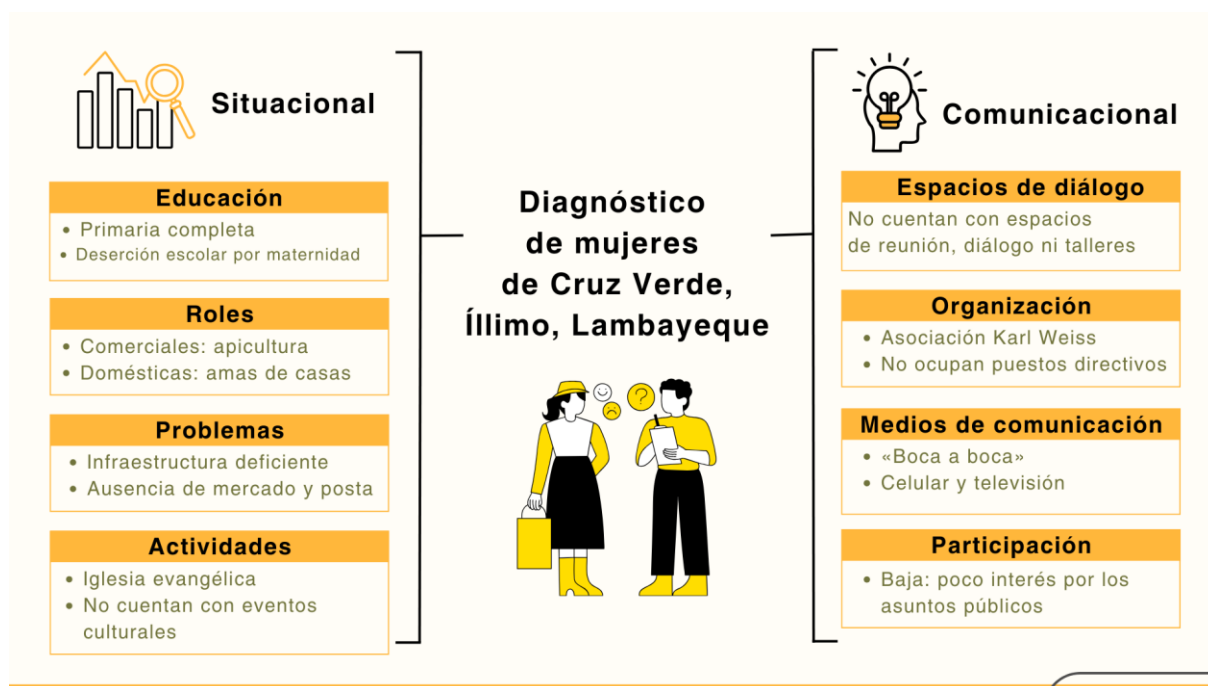 Situacional
Educación
• Primaria completa
• Deserción escolar por maternidad
Roles
• Comerciales: apicultura
• Domésticas: amas de casas
Problemas
• Infraestructura deficiente
• Ausencia de mercado y posta
Actividades
• Iglesia evangélica
• No cuentan con eventos
culturales
Diagnóstico
de mujeres
de Cruz Verde,
Íllimo, Lambayeque
?
Comunicacional
Espacios de diálogo
No cuentan con espacios
de reunión, diálogo ni talleres
Organización
• Asociación Karl Weiss
• No ocupan puestos directivos
Medios de comunicación
• «Boca a boca»
• Celular y televisión
Participación
• Baja: poco interés por los
asuntos públicos